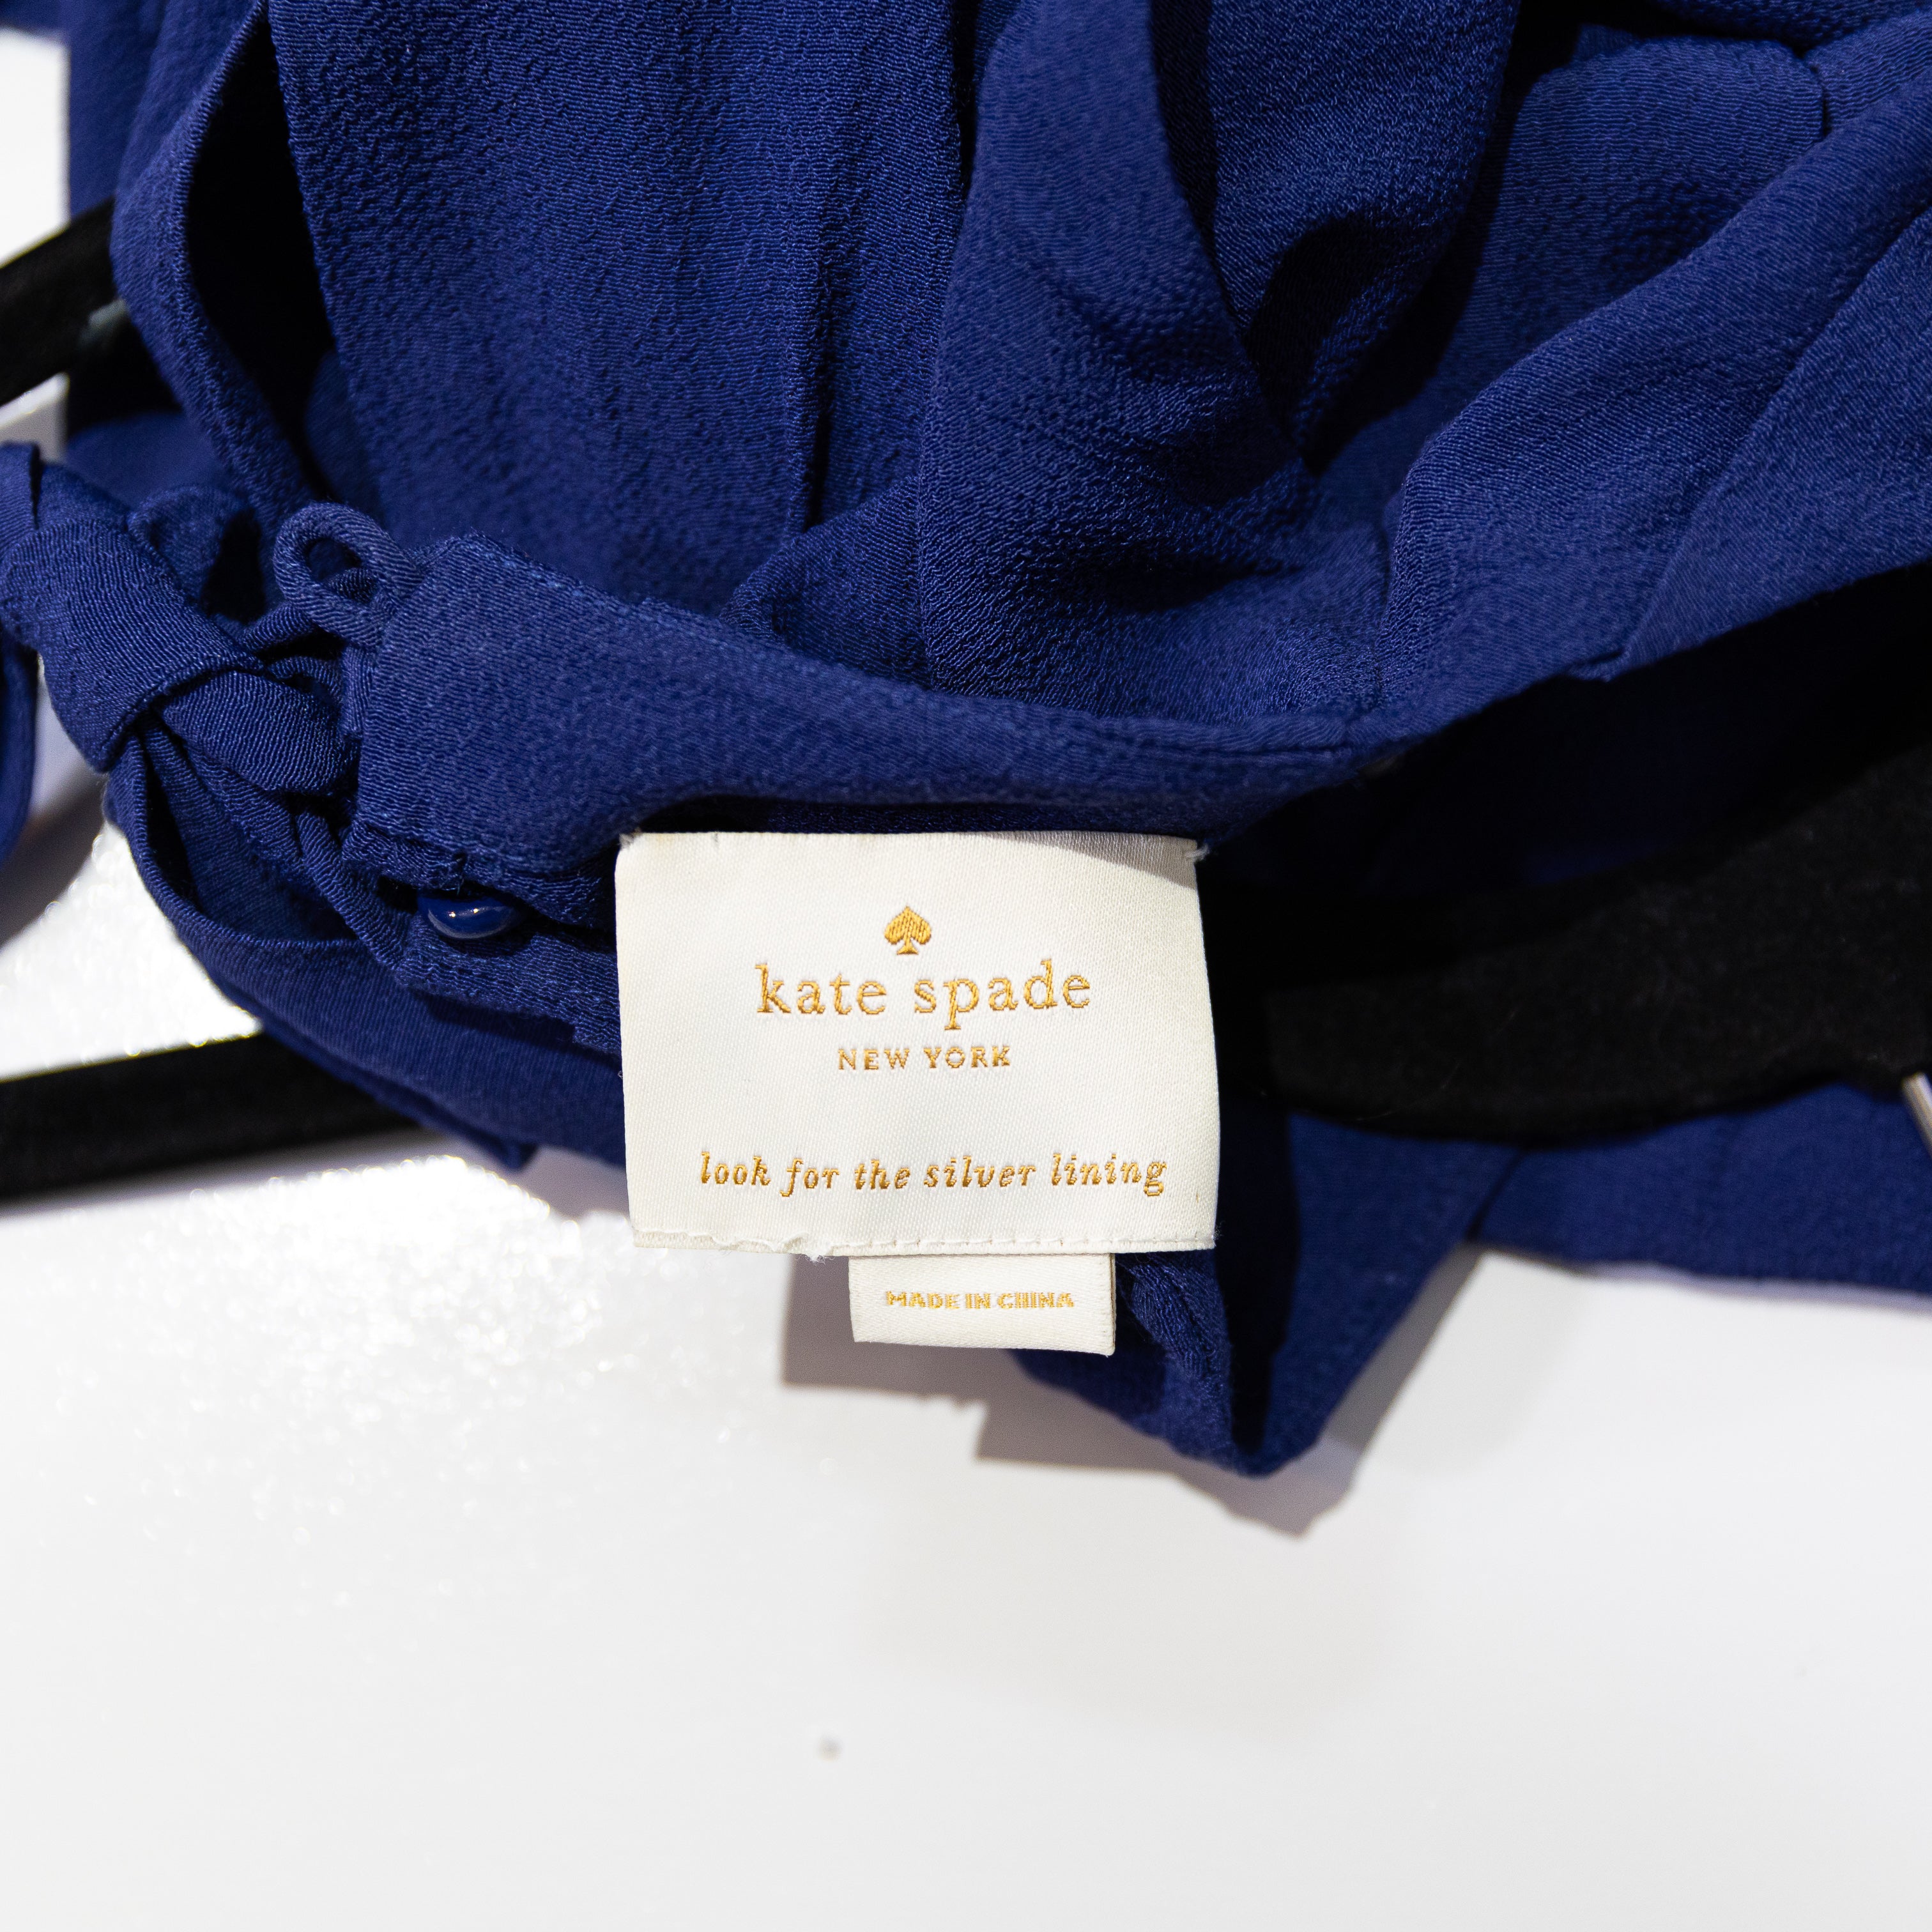 kate spade
NEW YORK
look for the silver lining
MADE IN CHINA